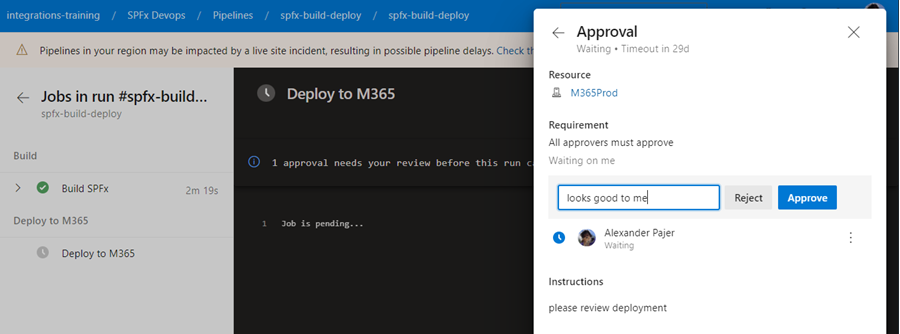 integrations-training / SPFx Devops / Pipelines / spfx-build-deploy / spfx-build-deploy
Pipelines in your region may be impacted by a live site incident, resulting in possible pipeline delays. Check th
Jobs in run #spfx-build...
spfx-build-deploy
Build
Build SPFx 2m 19s
Deploy to M365
Deploy to M365
Deploy to M365
1 approval needs your review before this run ca
1 Job is pending...
Approval
Waiting • Timeout in 29d
Resource
M365Prod
Requirement
All approvers must approve
Waiting on me
looks good to me
Reject
Approve
Alexander Pajer
Waiting
Instructions
please review deployment